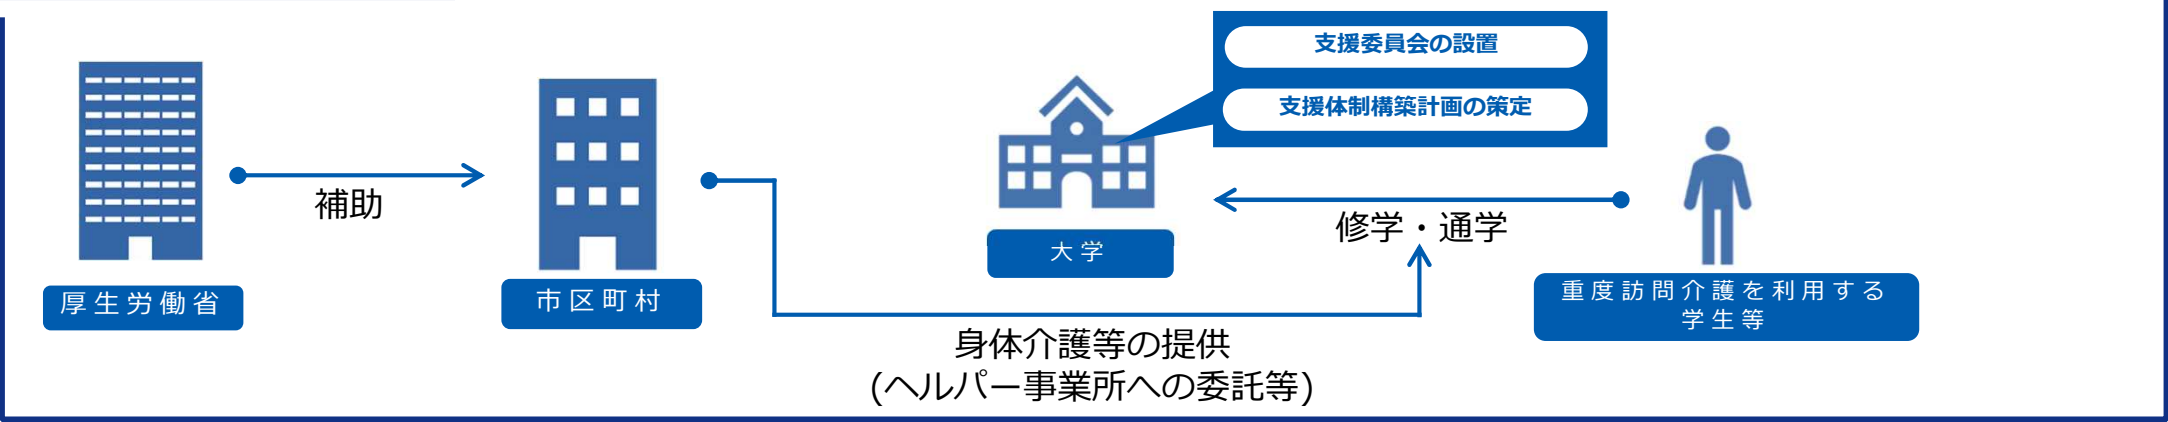 支援委員会の設置
支援体制構築計画の策定
補助
修学・通学
大学
厚生労働省
市区町村
重度訪問介護を利用する
学生等
身体介護等の提供
(ヘルパー事業所への委託等)